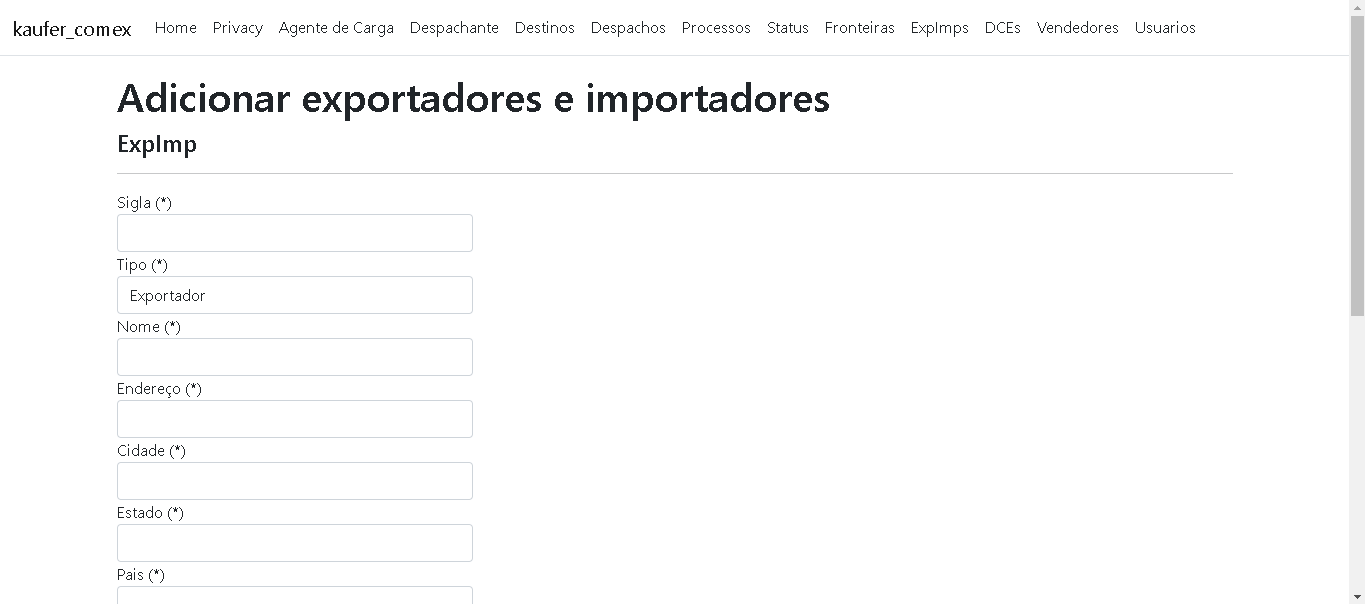 kaufer_comex Home Privacy Agente de Carga Despachante Destinos Despachos Processos Status Fronteiras ExpImps DCEs Vendedores Usuarios
Adicionar exportadores e importadores
ExpImp
Sigla (*)
Tipo (*)
Exportador
Nome (*)
Endereço (*)
Cidade (*)
Estado (*)
Pais (*)